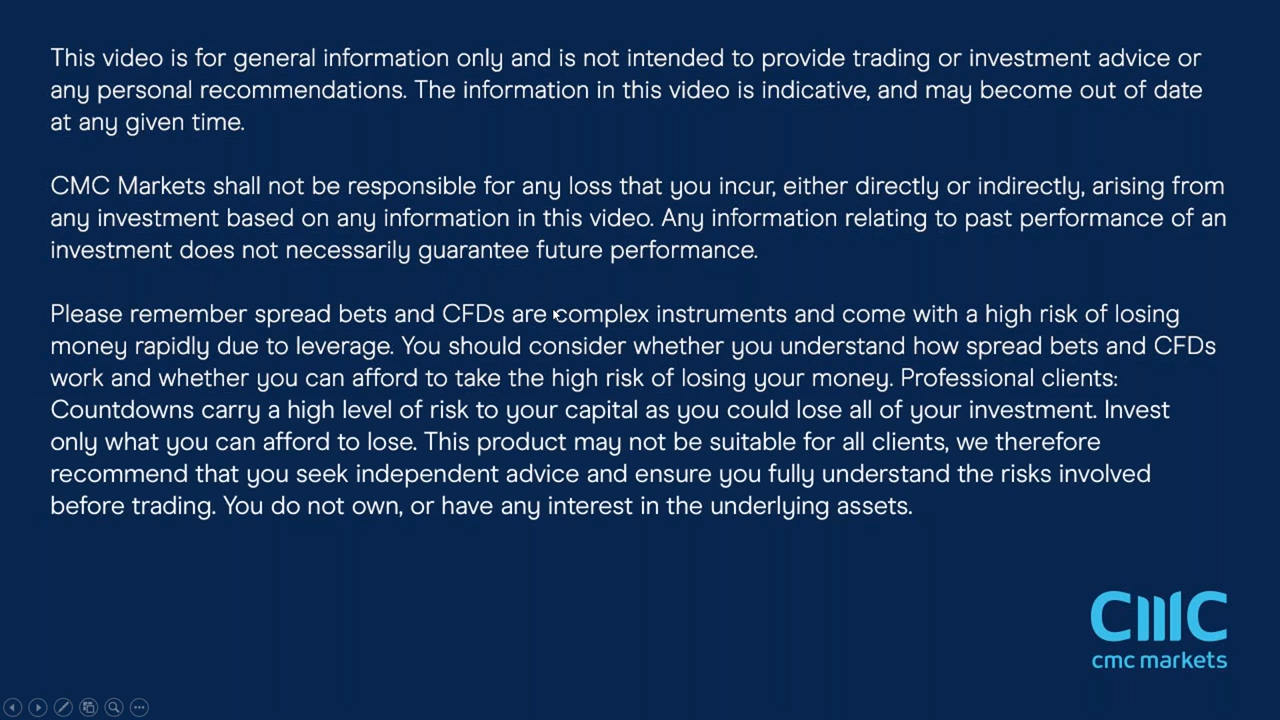 This video is for general information only and is not intended to provide trading or investment advice or
any personal recommendations. The information in this video is indicative, and may become out of date
at any given time.
CMC Markets shall not be responsible for any loss that you incur, either directly or indirectly, arising from
any investment based on any information in this video. Any information relating to past performance of an
investment does not necessarily guarantee future performance.
Please remember spread bets and CFDs are complex instruments and come with a high risk of losing
money rapidly due to leverage. You should consider whether you understand how spread bets and CFDs
work and whether you can afford to take the high risk of losing your money. Professional clients:
Countdowns carry a high level of risk to your capital as you could lose all of your investment. Invest
only what you can afford to lose. This product may not be suitable for all clients, we therefore
recommend that you seek independent advice and ensure you fully understand the risks involved
before trading. You do not own, or have any interest in the underlying assets.
CMC
cmc markets